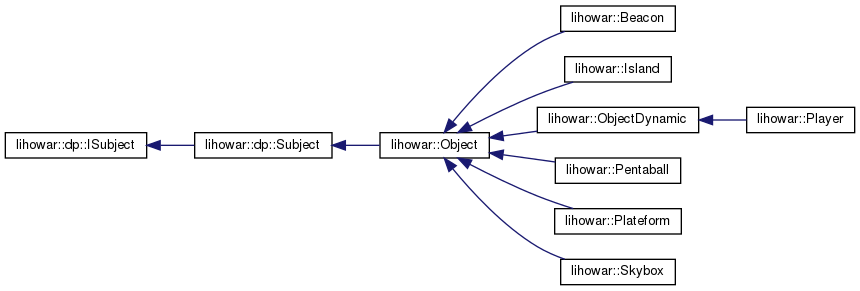 lihowar::Beacon
lihowar::Island
lihowar::ObjectDynamic
lihowar::Player
lihowar::dp::ISubject
lihowar::dp::Subject
lihowar::Object
lihowar::Pentaball
lihowar::Plateform
lihowar::Skybox